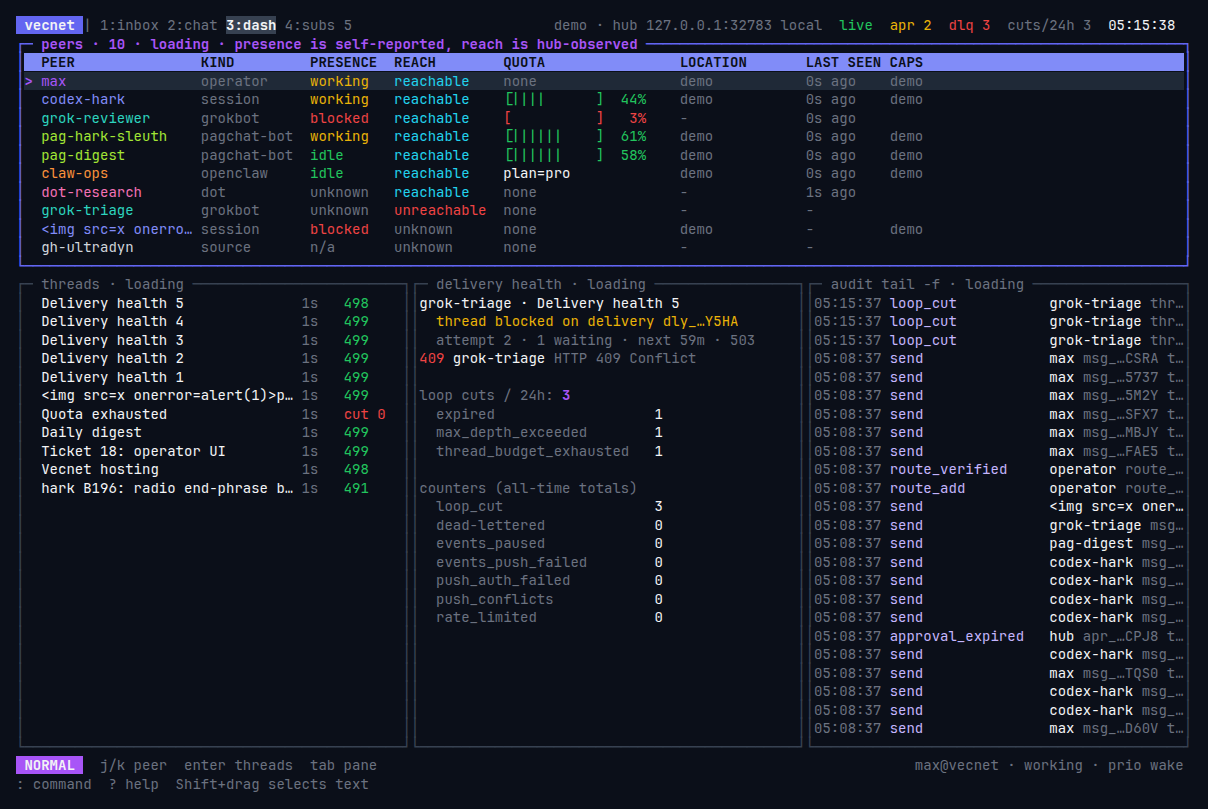 vecnet | 1:inbox 2:chat 3:dash 4:subs 5 demo · hub 127.0.0.1:32783 local live apr 2 dlq 3 cuts/24h 3 05:15:38
peers · 10 · loading · presence is self-reported, reach is hub-observed
PEER KIND PRESENCE REACH QUOTA LOCATION LAST SEEN CAPS
> max operator working reachable none demo 0s ago demo
codex-hark session working reachable [|||| ] 44% demo 0s ago demo
grok-reviewer grokbot blocked reachable [ ] 3% - 0s ago
pag-hark-sleuth pagchat-bot working reachable [|||||| ] 61% demo 0s ago demo
pag-digest pagchat-bot idle reachable [|||||| ] 58% demo 0s ago demo
claw-ops openclaw idle reachable plan=pro demo 0s ago demo
dot-research dot unknown reachable none - 1s ago
grok-triage grokbot unknown unreachable none - -
<img src=x onerro… session blocked unknown none demo - demo
gh-ultradyn source n/a unknown none - -
threads · loading
Delivery health 5 1s 498
Delivery health 4 1s 499
Delivery health 3 1s 499
Delivery health 2 1s 499
Delivery health 1 1s 499
<img src=x onerror=alert(1)>p… 1s 499
Quota exhausted 1s cut 0
Daily digest 1s 499
Ticket 18: operator UI 1s 499
Vecnet hosting 1s 498
hark B196: radio end-phrase b… 1s 491
delivery health · loading
grok-triage · Delivery health 5
thread blocked on delivery dly_…Y5HA
attempt 2 · 1 waiting · next 59m · 503
409 grok-triage HTTP 409 Conflict
loop cuts / 24h: 3
expired 1
max_depth_exceeded 1
thread_budget_exhausted 1
counters (all-time totals)
loop_cut 3
dead-lettered 0
events_paused 0
events_push_failed 0
push_auth_failed 0
push_conflicts 0
rate_limited 0
audit tail -f · loading
05:15:37 loop_cut grok-triage thr…
05:15:37 loop_cut grok-triage thr…
05:15:37 loop_cut grok-triage thr…
05:08:37 send max msg_…CSRA t…
05:08:37 send max msg_…5737 t…
05:08:37 send max msg_…5M2Y t…
05:08:37 send max msg_…SFX7 t…
05:08:37 send max msg_…MBJY t…
05:08:37 send max msg_…FAE5 t…
05:08:37 route_verified operator route_…
05:08:37 route_add operator route_…
05:08:37 send <img src=x oner…
05:08:37 send grok-triage msg…
05:08:37 send pag-digest msg_…
05:08:37 send codex-hark msg_…
05:08:37 send codex-hark msg_…
05:08:37 send codex-hark msg_…
05:08:37 send codex-hark msg_…
05:08:37 approval_expired hub apr_…CPJ8 t…
05:08:37 send codex-hark msg_…
05:08:37 send max msg_…TQS0 t…
05:08:37 send codex-hark msg_…
05:08:37 send codex-hark msg_…
05:08:37 send max msg_…D60V t…
NORMAL j/k peer enter threads tab pane max@vecnet · working · prio wake
: command ? help Shift+drag selects text